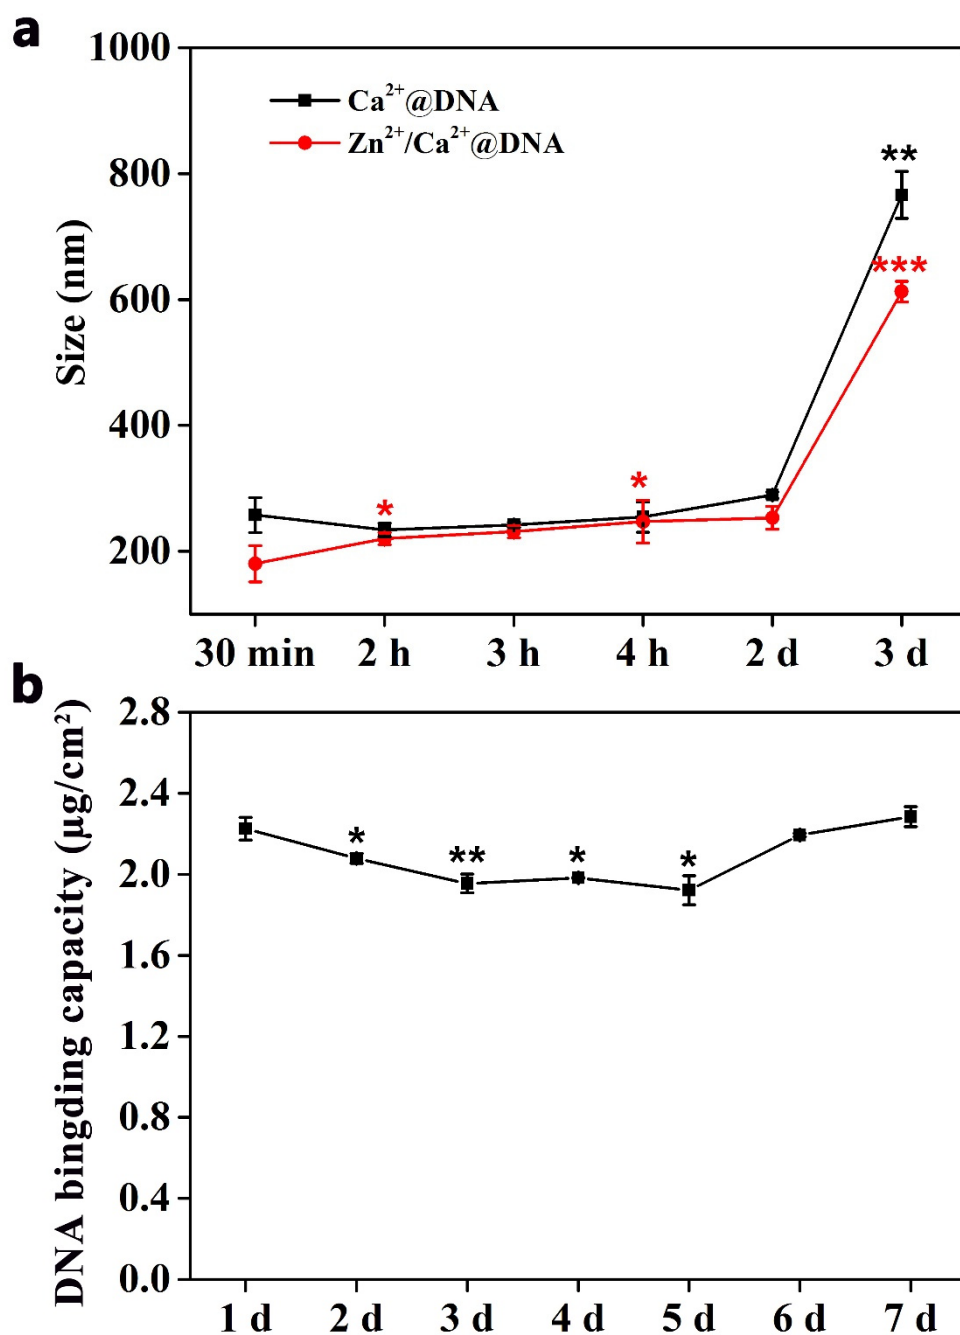 a
1000
800
600
400
200
Size (nm)
Ca²⁺@DNA
Zn²⁺/Ca²⁺@DNA
*
*
**
***
30 min 2 h 3 h 4 h 2 d 3 d
b
2.8
2.4
2.0
1.6
1.2
0.8
0.4
0.0
DNA bingding capacity (μg/cm²)
* ** * *
1 d 2 d 3 d 4 d 5 d 6 d 7 d